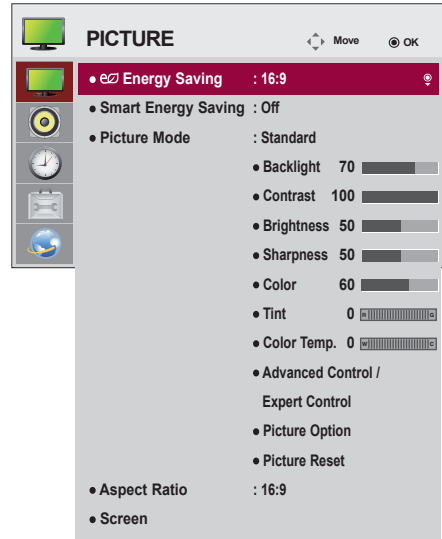 PICTURE Move OK
• e Energy Saving : 16:9
• Smart Energy Saving : Off
• Picture Mode : Standard
• Backlight 70
• Contrast 100
• Brightness 50
• Sharpness 50
• Color 60
• Tint 0 R G
• Color Temp. 0 W C
• Advanced Control /
Expert Control
• Picture Option
• Picture Reset
• Aspect Ratio : 16:9
• Screen